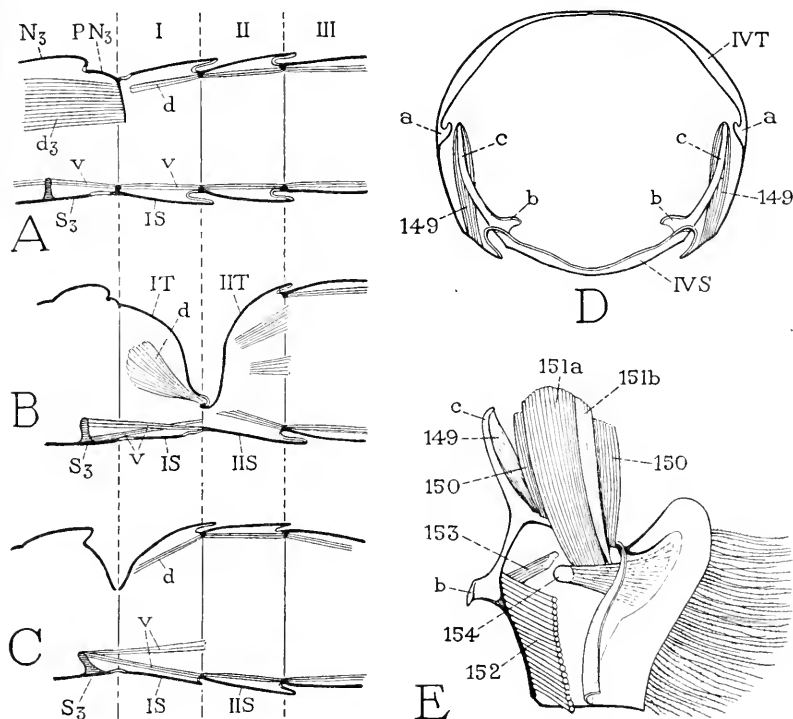 N3 PN3 I II III
d
d3
v v
S3 IS
A
IT IIT
d
B
S3 v IS IIS
d
v
C
S3 IS IIS
IVT
a a
c c
b b
149 149
IVS
D
151a
151b
c
149
150 150
153
b
154
152
E